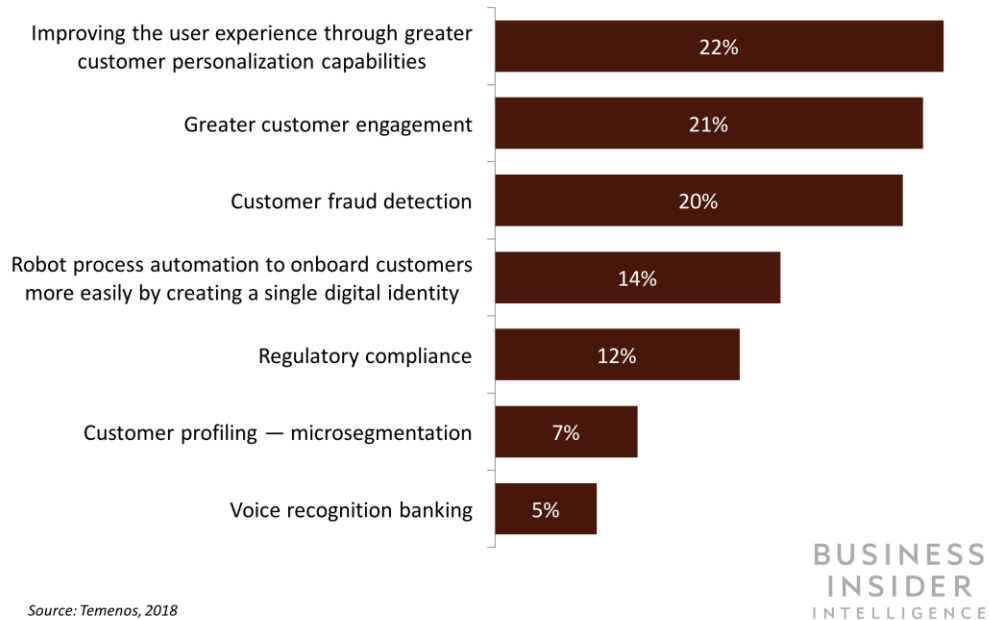 Improving the user experience through greater
customer personalization capabilities
22%
Greater customer engagement
21%
Customer fraud detection
20%
Robot process automation to onboard customers
more easily by creating a single digital identity
14%
Regulatory compliance
12%
Customer profiling — microsegmentation
7%
Voice recognition banking
5%
BUSINESS
INSIDER
INTELLIGENCE
Source: Temenos, 2018